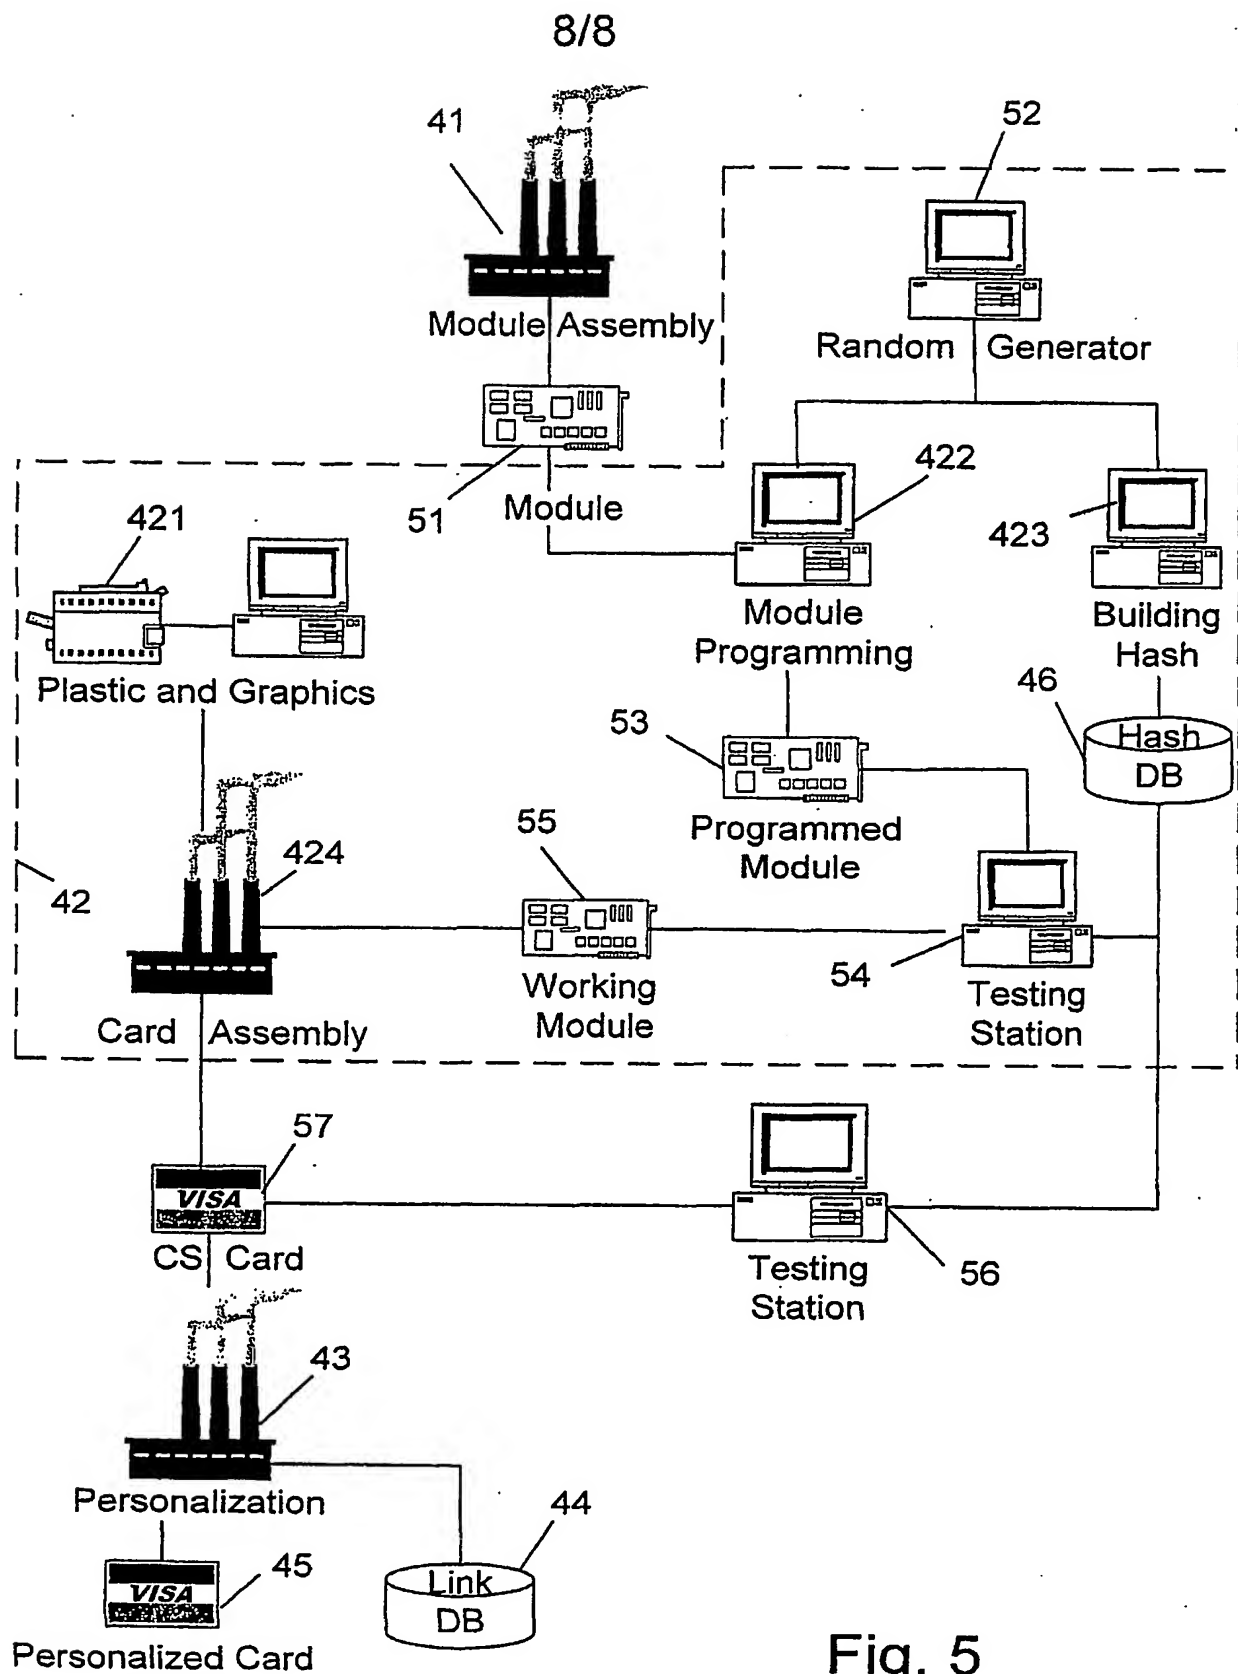 8/8
41
52
Module Assembly
Random Generator
51
Module
422
423
421
Module
Programming
Building
Hash
Plastic and Graphics
46
53
Hash
DB
Programmed
Module
55
424
42
54
Working
Module
Testing
Station
Card Assembly
57
VISA
CS Card
Testing
Station
56
43
Personalization
44
45
VISA
Link
DB
Personalized Card
Fig. 5